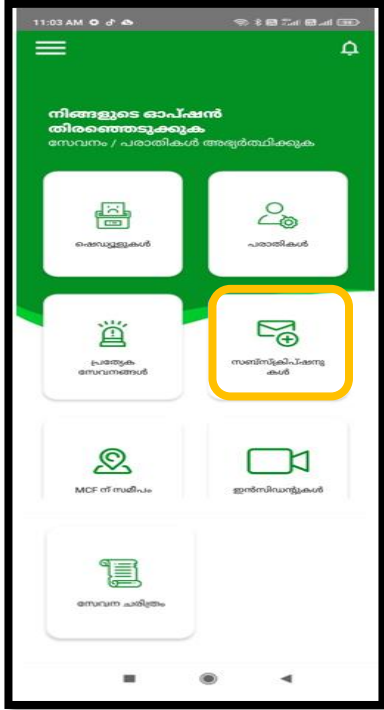 11:03 AM
നിങ്ങളുടെ ഓപ്ഷൻ
തിരഞ്ഞെടുക്കുക
സേവനം / പരാതികൾ അഭ്യർത്ഥിക്കുക
ഷെഡ്യൂളുകൾ
പരാതികൾ
പ്രത്യേക
സേവനങ്ങൾ
സബ്സ്ക്രിപ്ഷനു
കൾ
MCF ന് സമീപം
ഇൻസിഡന്റുകൾ
സേവന ചരിത്രം